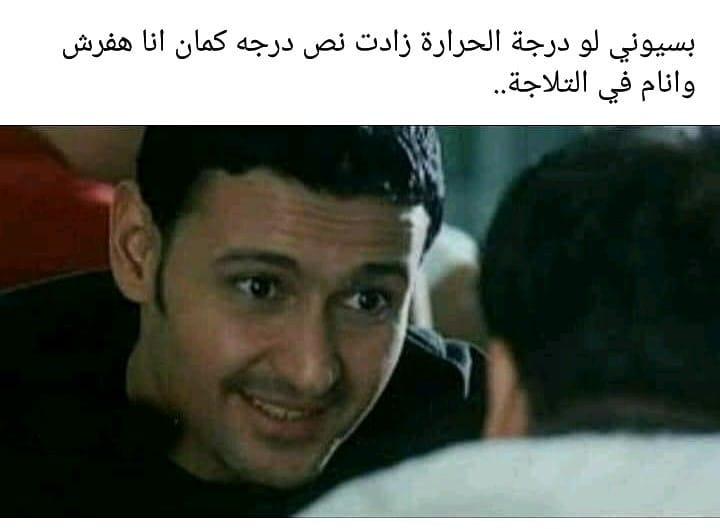 بسيوني لو درجة الحرارة زادت نص درجه كمان انا هفرش
وانام في التلاجة..